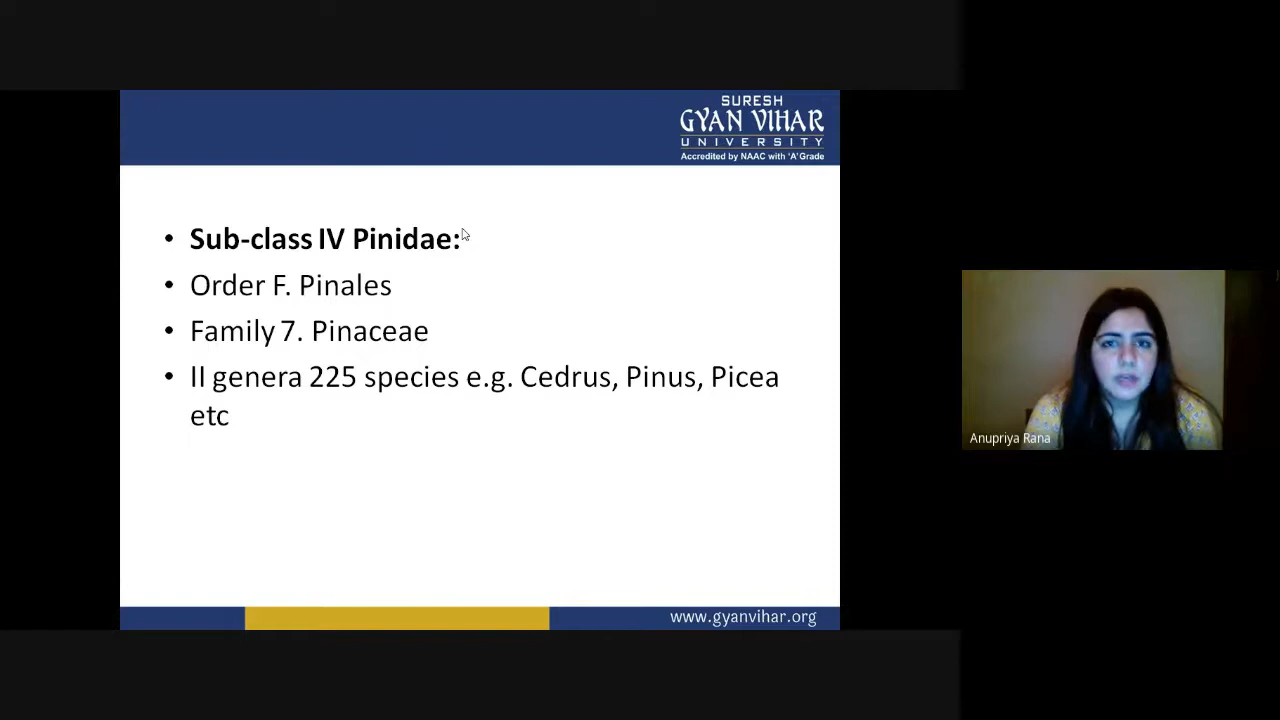 SURESH
GYAN VIHAR
UNIVERSITY
Accredited by NAAC with 'A' Grade
• Sub-class IV Pinidae:
• Order F. Pinales
• Family 7. Pinaceae
• II genera 225 species e.g. Cedrus, Pinus, Picea
etc
Anupriya Rana
www.gyanvihar.org